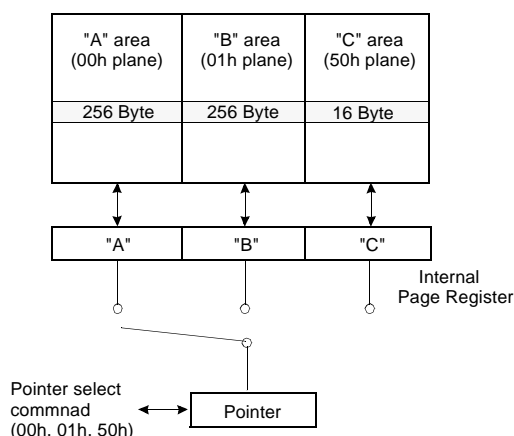 "A" area
(00h plane)
"B" area
(01h plane)
"C" area
(50h plane)
256 Byte
256 Byte
16 Byte
"A"
"B"
"C"
Internal
Page Register
Pointer select
commnad
(00h, 01h, 50h)
Pointer